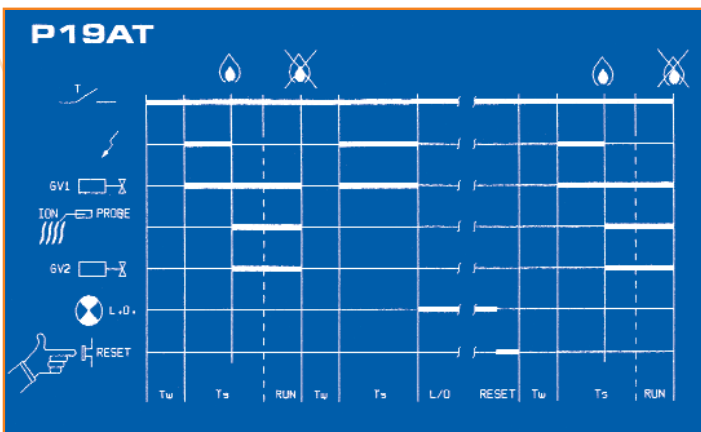 P19AT
T
GV1
ION PROBE
GV2
L.O.
RESET
Tw Ts RUN Tw Ts L/O RESET Tw Ts RUN